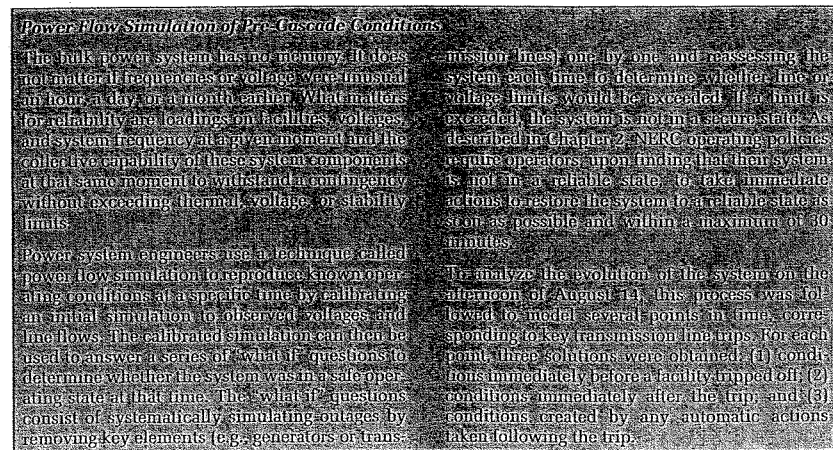 Power Flow Simulation of Pre-Cascade Conditions
The bulk power system has no memory. It does
not matter if frequencies or voltage were unusual
an hour, a day, or a month earlier. What matters
for reliability are loadings on facilities, voltages,
and system frequency at a given moment and the
collective capability of these system components
at that same moment to withstand a contingency
without exceeding thermal, voltage, or stability
limits.
Power system engineers use a technique called
power flow simulation to reproduce known oper-
ating conditions at a specific time by calibrating
an initial simulation to observed voltages and
line flows. The calibrated simulation can then be
used to answer a series of "what if" questions to
determine whether the system was in a safe oper-
ating state at that time. The "what if" questions
consist of systematically simulating outages by
removing key elements (e.g., generators or trans-
mission lines) one by one and reassessing the
system each time to determine whether line or
voltage limits would be exceeded. If a limit is
exceeded, the system is not in a secure state. As
described in Chapter 2, NERC operating policies
require operators, upon finding that their system
is not in a reliable state, to take immediate
actions to restore the system to a reliable state as
soon as possible and within a maximum of 30
minutes.
To analyze the evolution of the system on the
afternoon of August 14, this process was fol-
lowed to model several points in time, corre-
sponding to key transmission line trips. For each
point, three solutions were obtained: (1) condi-
tions immediately before a facility tripped off; (2)
conditions immediately after the trip; and (3)
conditions created by any automatic actions
taken following the trip.